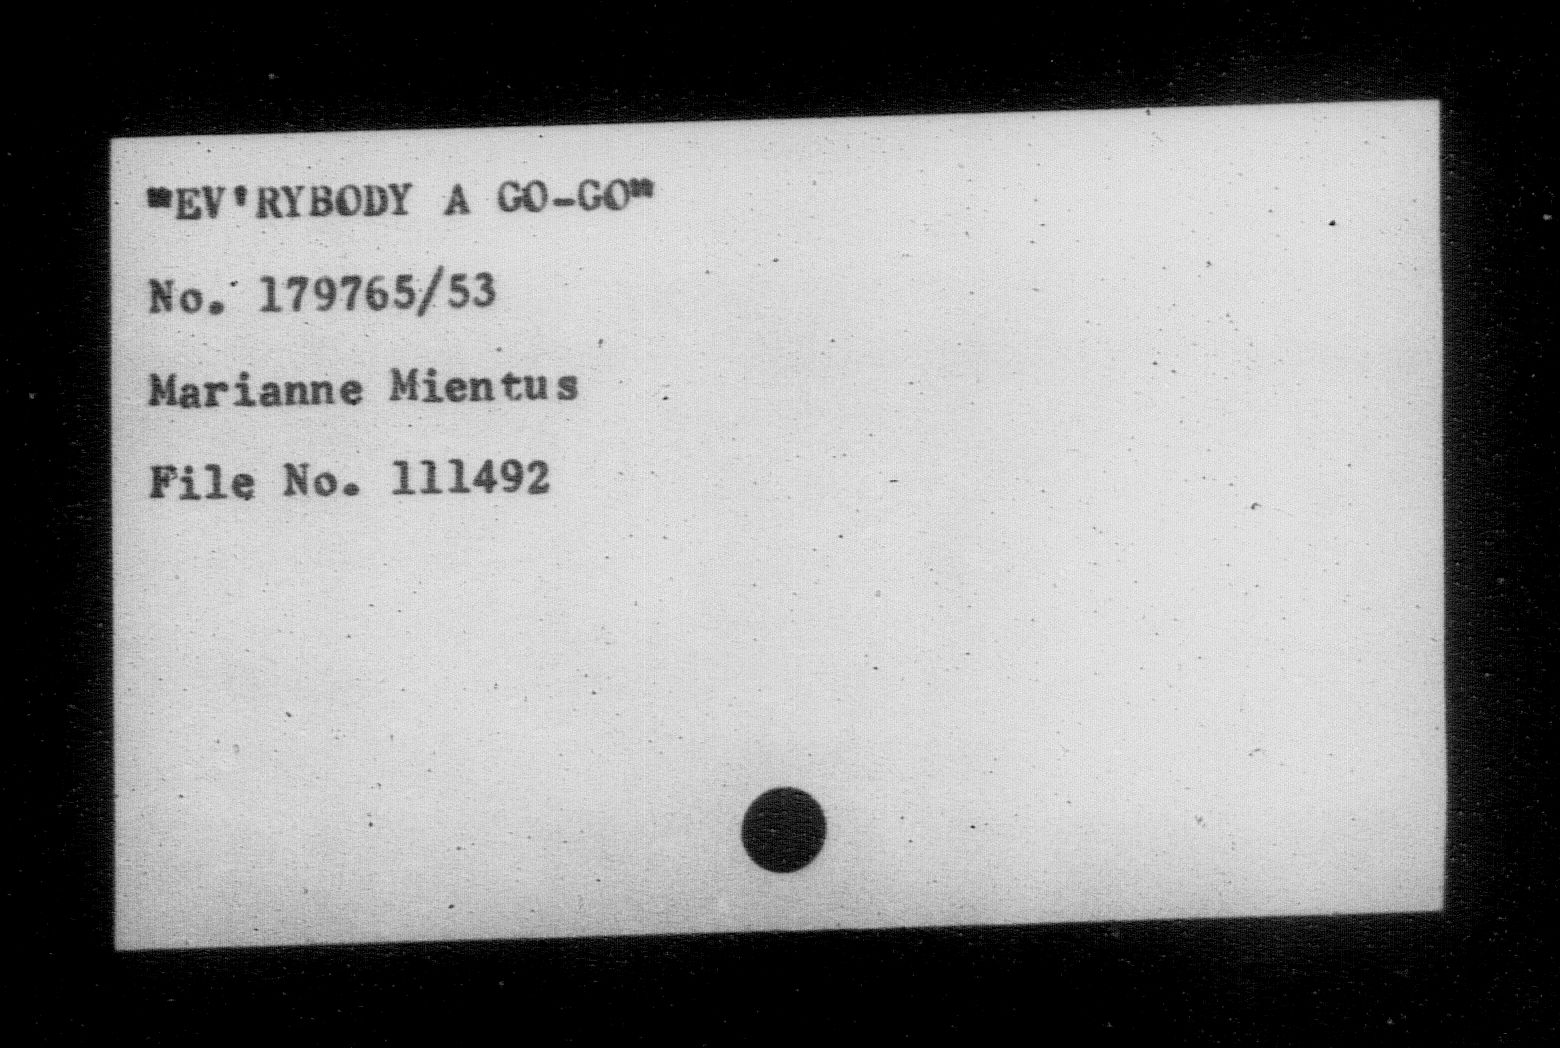 "EV'RYBODY A GO-GO"
No. 179765/53
Marianne Mientus
File No. 111492